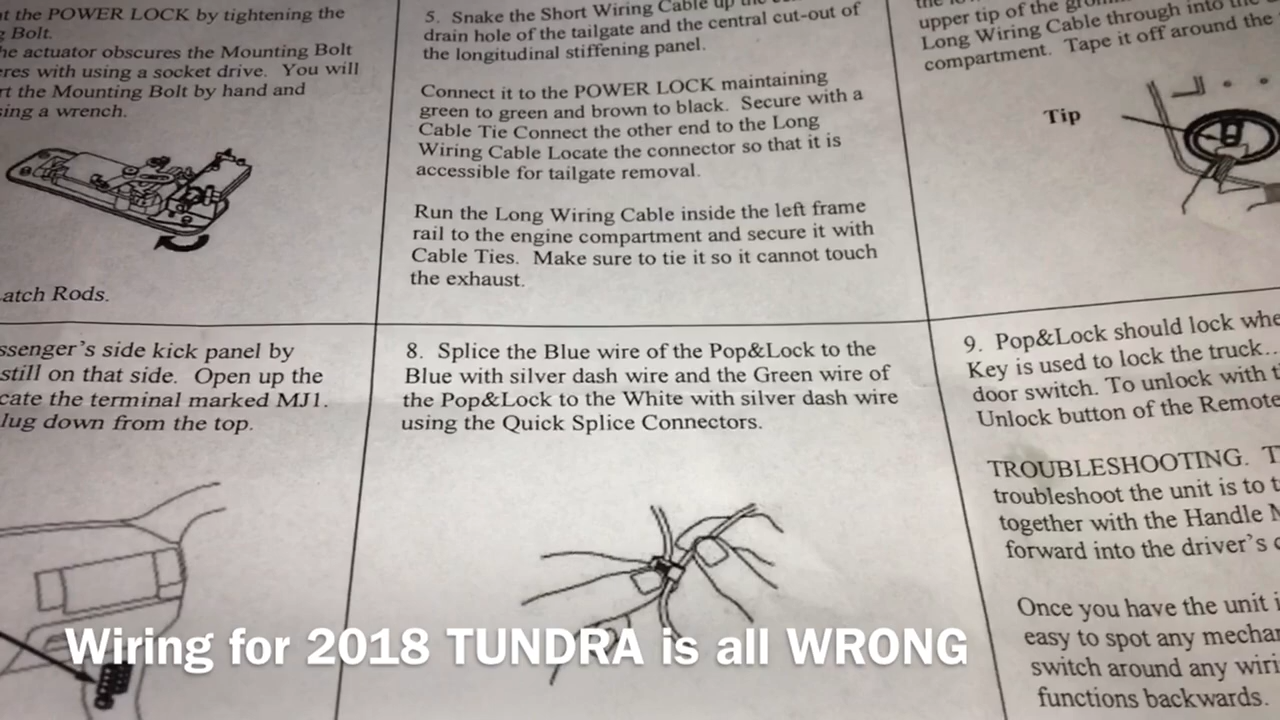 t the POWER LOCK by tightening the
Bolt.
he actuator obscures the Mounting Bolt
eres with using a socket drive. You will
rt the Mounting Bolt by hand and
sing a wrench.
atch Rods.
5. Snake the Short Wiring Cable up the
drain hole of the tailgate and the central cut-out of
the longitudinal stiffening panel.
Connect it to the POWER LOCK maintaining
green to green and brown to black. Secure with a
Cable Tie Connect the other end to the Long
Wiring Cable Locate the connector so that it is
accessible for tailgate removal.
Run the Long Wiring Cable inside the left frame
rail to the engine compartment and secure it with
Cable Ties. Make sure to tie it so it cannot touch
the exhaust.
upper tip of the
Long Wiring Cable through into the
compartment. Tape it off around the
Tip
ssenger's side kick panel by
still on that side. Open up the
cate the terminal marked MJ1.
lug down from the top.
8. Splice the Blue wire of the Pop&Lock to the
Blue with silver dash wire and the Green wire of
the Pop&Lock to the White with silver dash wire
using the Quick Splice Connectors.
9. Pop&Lock should lock whe
Key is used to lock the truck...
door switch. To unlock with t
Unlock button of the Remote
TROUBLESHOOTING. T
troubleshoot the unit is to t
together with the Handle M
forward into the driver's c
Once you have the unit i
easy to spot any mechan
switch around any wiri
functions backwards.
Wiring for 2018 TUNDRA is all WRONG